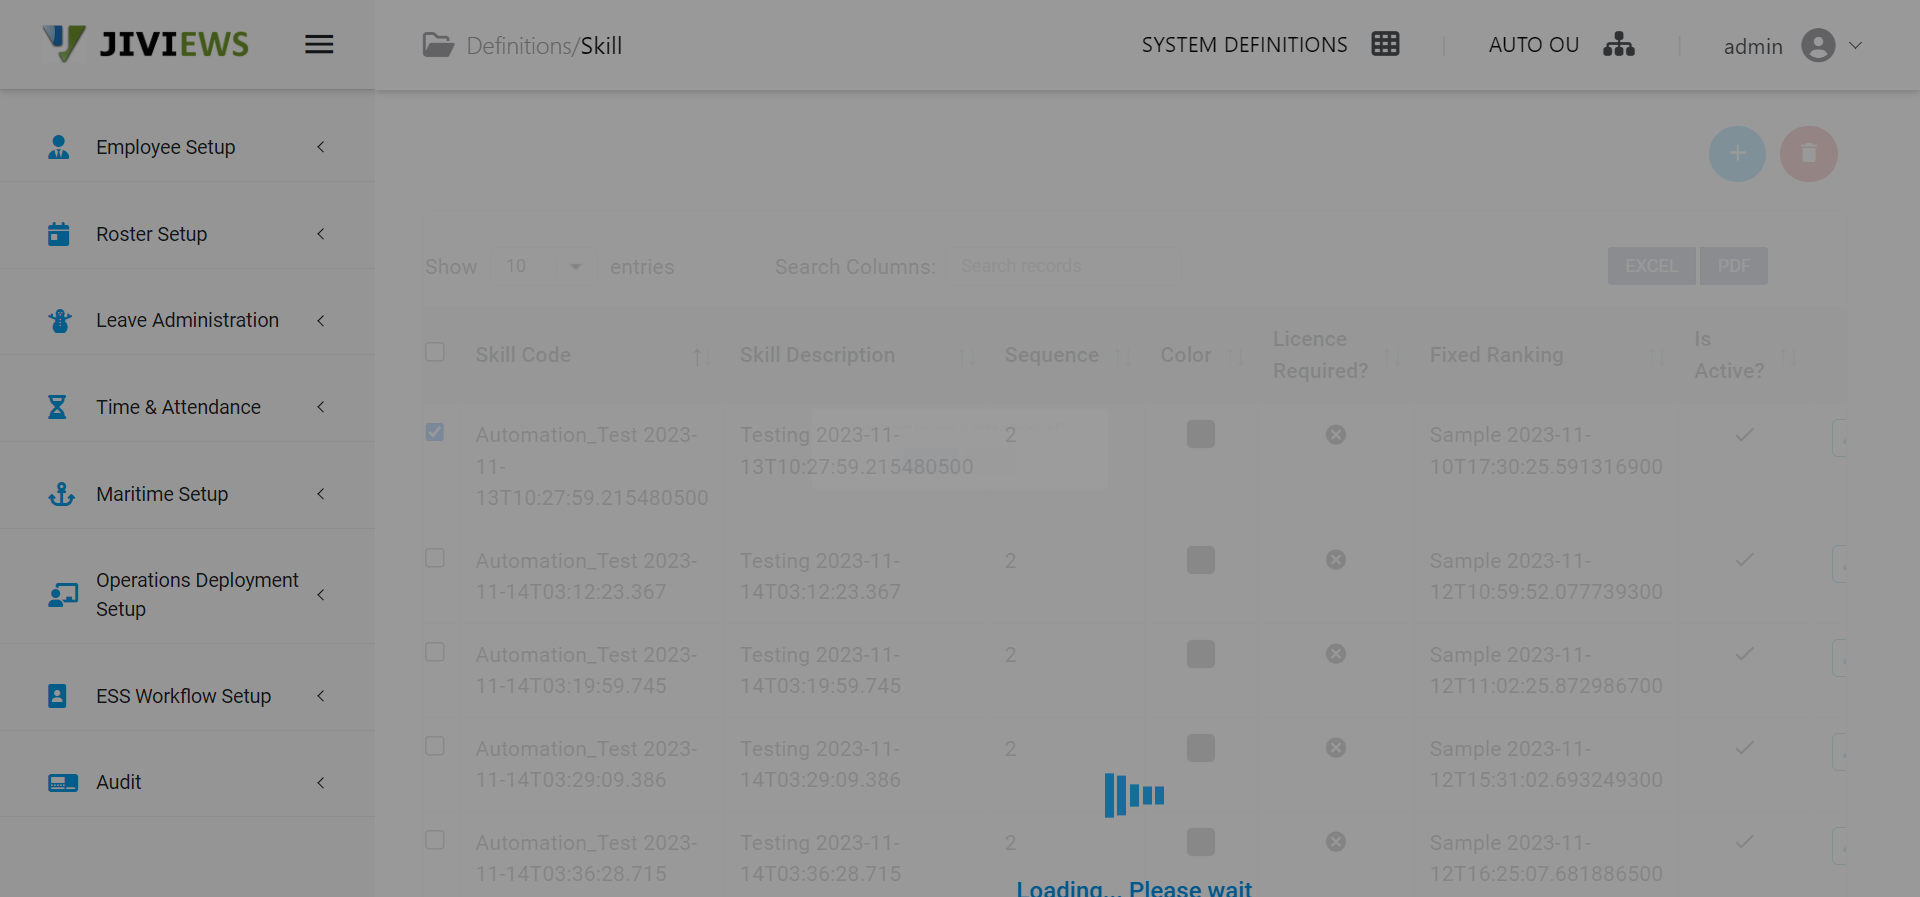 JIVIEWS
Definitions/Skill
SYSTEM DEFINITIONS
AUTO OU
admin
Employee Setup
Roster Setup
Leave Administration
Time & Attendance
Maritime Setup
Operations Deployment
Setup
ESS Workflow Setup
Audit
Show 10 entries
Search Columns: Search records
EXCEL PDF
Skill Code
Skill Description
Sequence
Color
Licence
Required?
Fixed Ranking
Is
Active?
Automation_Test 2023-
11-
13T10:27:59.215480500
Testing 2023-11-
13T10:27:59.215480500
2
Sample 2023-11-
10T17:30:25.591316900
Automation_Test 2023-
11-14T03:12:23.367
Testing 2023-11-
14T03:12:23.367
2
Sample 2023-11-
12T10:59:52.077739300
Automation_Test 2023-
11-14T03:19:59.745
Testing 2023-11-
14T03:19:59.745
2
Sample 2023-11-
12T11:02:25.872986700
Automation_Test 2023-
11-14T03:29:09.386
Testing 2023-11-
14T03:29:09.386
2
Sample 2023-11-
12T15:31:02.693249300
Automation_Test 2023-
11-14T03:36:28.715
Testing 2023-11-
14T03:36:28.715
2
Sample 2023-11-
12T16:25:07.681886500
Loading... Please wait